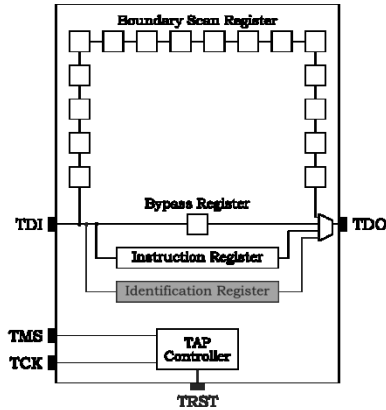 Boundary Scan Register
Bypass Register
TDI
TDO
Instruction Register
Identification Register
TMS
TCK
TAP
Controller
TRST